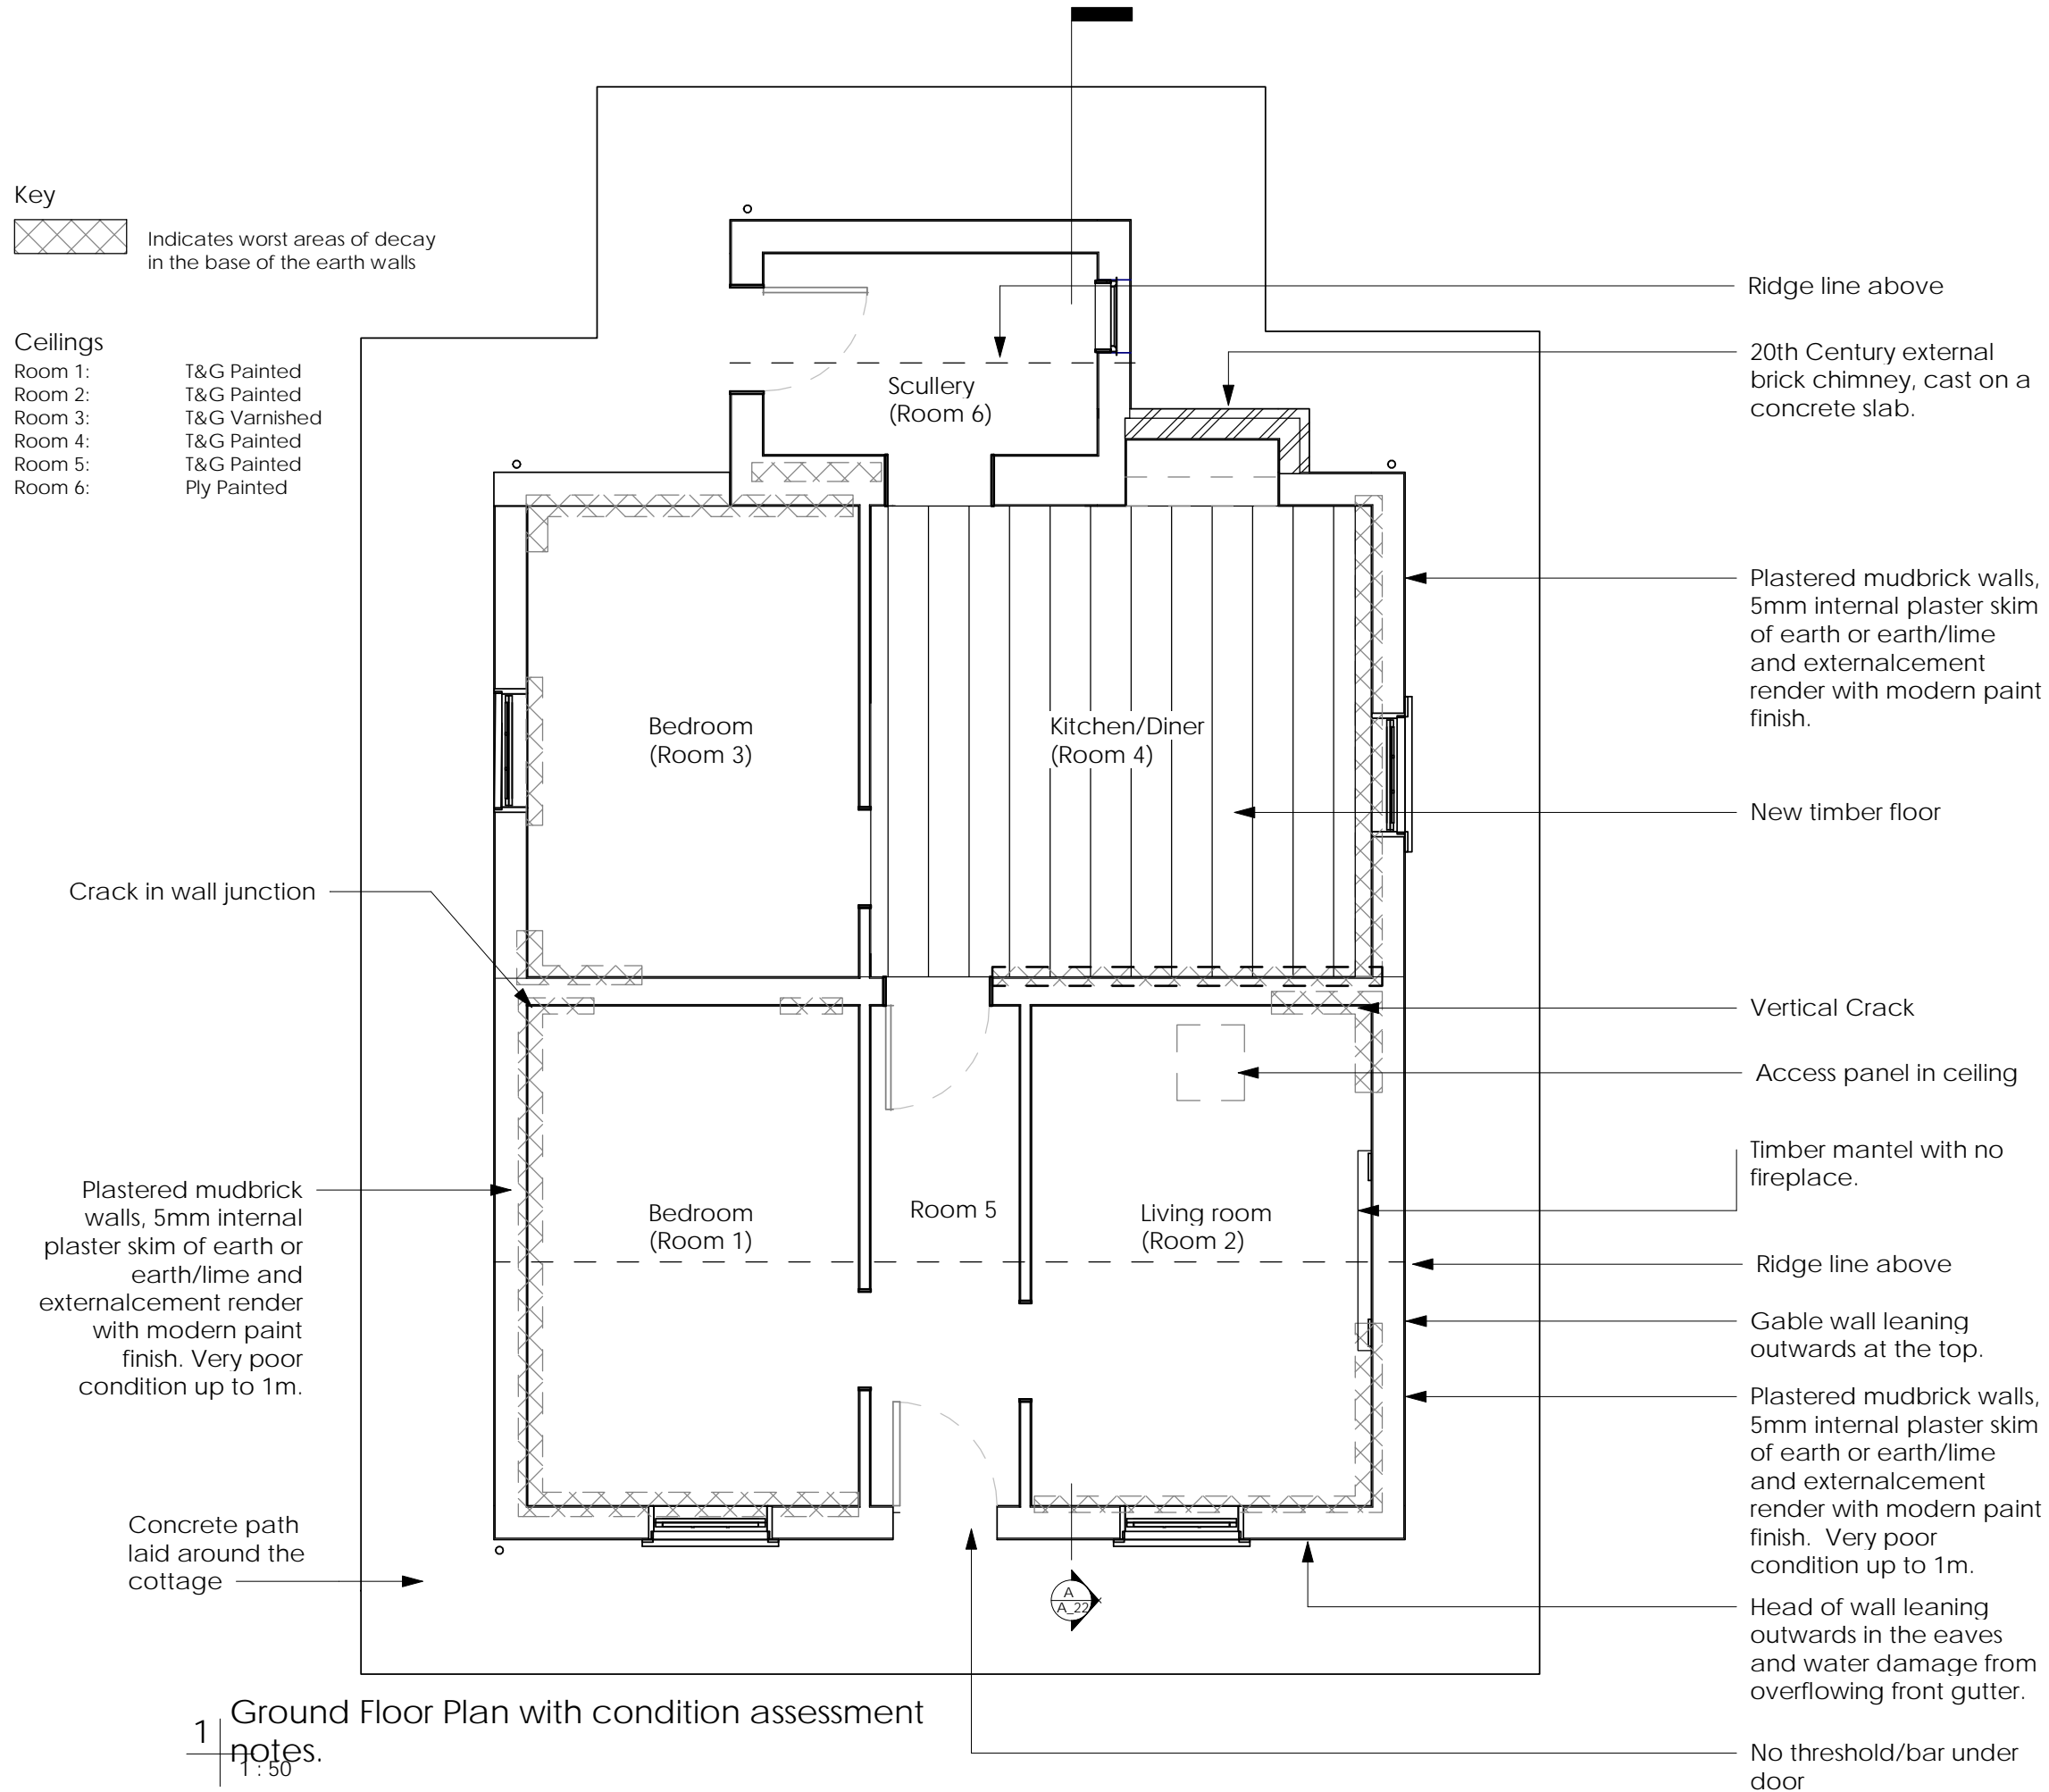 Key
Indicates worst areas of decay
in the base of the earth walls
Ceilings
Room 1: T&G Painted
Room 2: T&G Painted
Room 3: T&G Varnished
Room 4: T&G Painted
Room 5: T&G Painted
Room 6: Ply Painted
Scullery
(Room 6)
Bedroom
(Room 3)
Kitchen/Diner
(Room 4)
Bedroom
(Room 1)
Room 5
Living room
(Room 2)
Crack in wall junction
Plastered mudbrick
walls, 5mm internal
plaster skim of earth or
earth/lime and
externalcement render
with modern paint
finish. Very poor
condition up to 1m.
Concrete path
laid around the
cottage
Ridge line above
20th Century external
brick chimney, cast on a
concrete slab.
Plastered mudbrick walls,
5mm internal plaster skim
of earth or earth/lime
and externalcement
render with modern paint
finish.
New timber floor
Vertical Crack
Access panel in ceiling
Timber mantel with no
fireplace.
Ridge line above
Gable wall leaning
outwards at the top.
Plastered mudbrick walls,
5mm internal plaster skim
of earth or earth/lime
and externalcement
render with modern paint
finish. Very poor
condition up to 1m.
Head of wall leaning
outwards in the eaves
and water damage from
overflowing front gutter.
No threshold/bar under
door
A
A_22
1
Ground Floor Plan with condition assessment
notes.
1 : 50